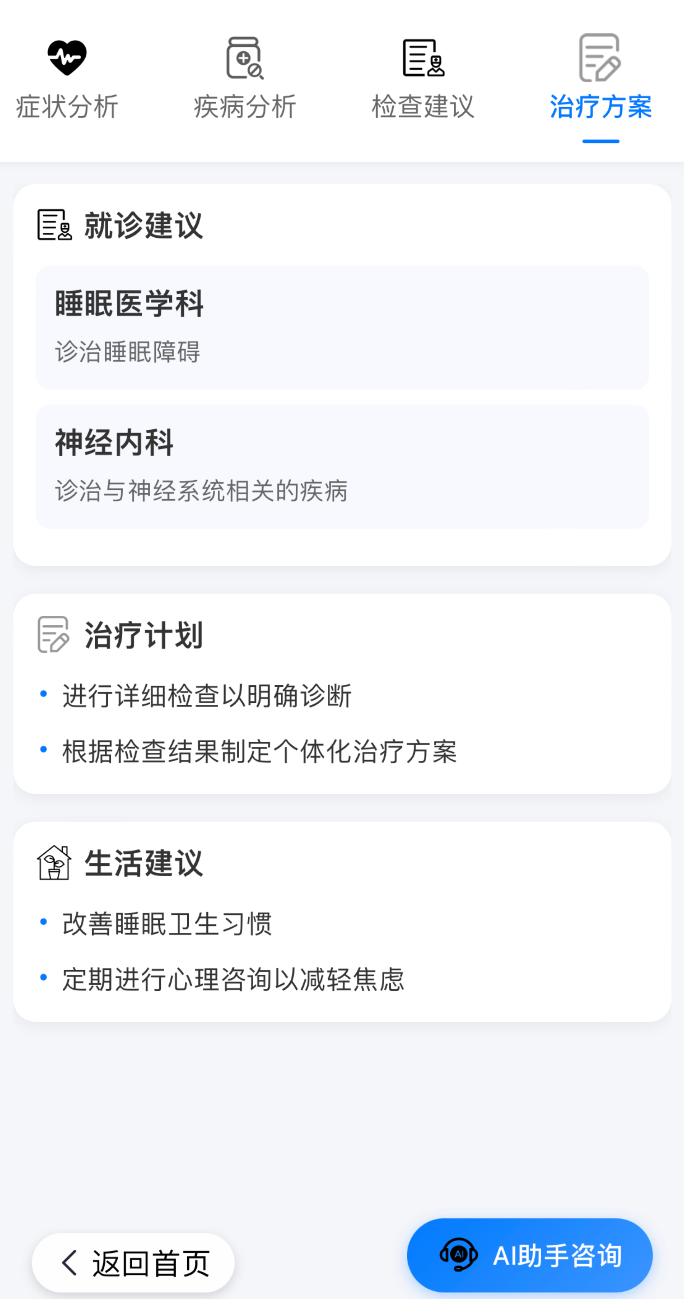 症状分析
疾病分析
检查建议
治疗方案
就诊建议
睡眠医学科
诊治睡眠障碍
神经内科
诊治与神经系统相关的疾病
治疗计划
• 进行详细检查以明确诊断
• 根据检查结果制定个体化治疗方案
生活建议
• 改善睡眠卫生习惯
• 定期进行心理咨询以减轻焦虑
返回首页
AI
AI助手咨询